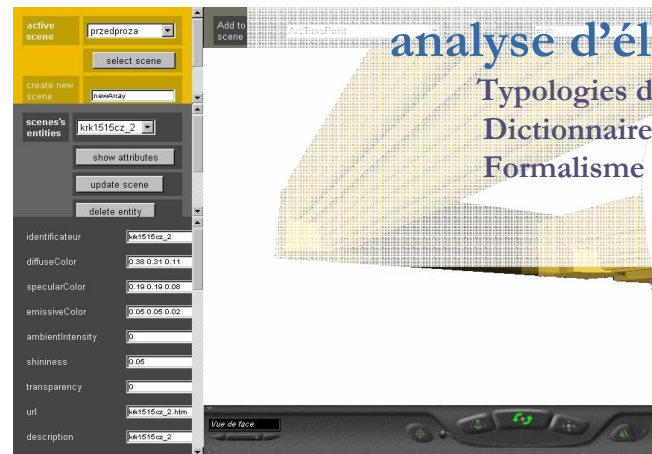 active scene
przedproza
select scene
create new scene
newArray
scenes's entities
krk1515cz_2
show attributes
update scene
delete entity
identificateur
krk1515cz_2
diffuseColor
0.38 0.31 0.11
specularColor
0.19 0.19 0.08
emissiveColor
0.05 0.05 0.02
ambientIntensity
0
shininess
0.05
transparency
0
url
krk1515cz_2.htm
description
krk1515cz_2
Add to scene
ArcTiersPoint
analyse d'él
Typologies d
Dictionnaire
Formalisme
Vue de face